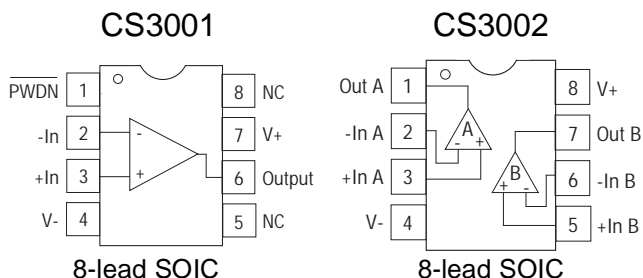 CS3001
PWDN 1 8 NC
-In 2 - 7 V+
+In 3 + 6 Output
V- 4 5 NC
8-lead SOIC
CS3002
Out A 1 8 V+
-In A 2 A - + 7 Out B
+In A 3 B + - 6 -In B
V- 4 5 +In B
8-lead SOIC